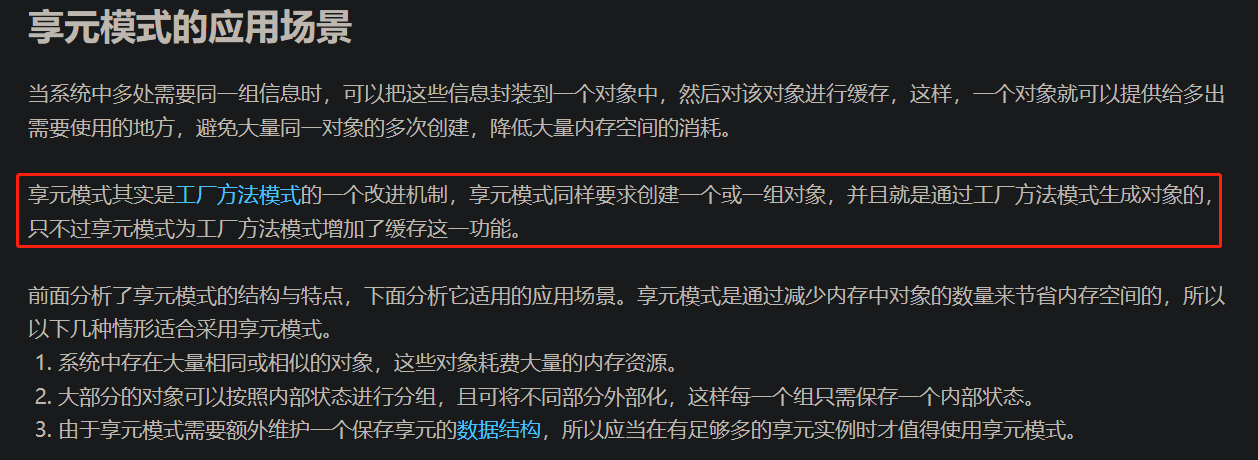 享元模式的应用场景
当系统中多处需要同一组信息时，可以把这些信息封装到一个对象中，然后对该对象进行缓存，这样，一个对象就可以提供给多出
需要使用的地方，避免大量同一对象的多次创建，降低大量内存空间的消耗。
享元模式其实是工厂方法模式的一个改进机制，享元模式同样要求创建一个或一组对象，并且就是通过工厂方法模式生成对象的，
只不过享元模式为工厂方法模式增加了缓存这一功能。
前面分析了享元模式的结构与特点，下面分析它适用的应用场景。享元模式是通过减少内存中对象的数量来节省内存空间的，所以
以下几种情形适合采用享元模式。
1. 系统中存在大量相同或相似的对象，这些对象耗费大量的内存资源。
2. 大部分的对象可以按照内部状态进行分组，且可将不同部分外部化，这样每一个组只需保存一个内部状态。
3. 由于享元模式需要额外维护一个保存享元的数据结构，所以应当在有足够多的享元实例时才值得使用享元模式。